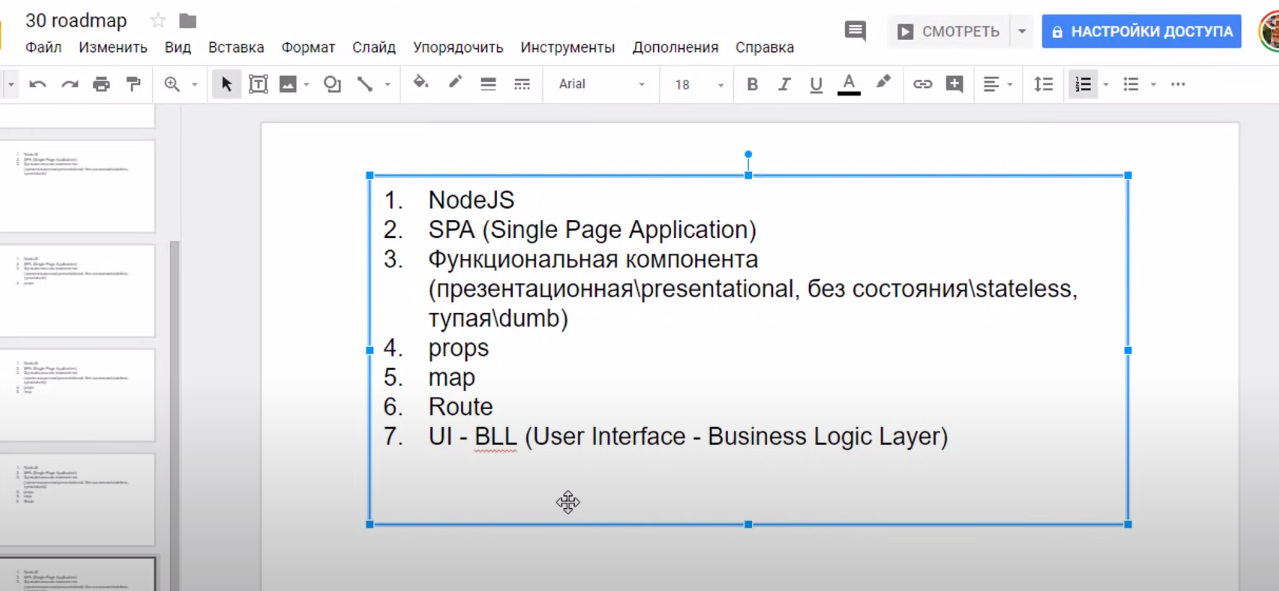 30 roadmap
Файл Изменить Вид Вставка Формат Слайд Упорядочить Инструменты Дополнения Справка
СМОТРЕТЬ
НАСТРОЙКИ ДОСТУПА
Arial 18 B I U A
1. NodeJS
2. SPA (Single Page Application)
3. Функциональная компонента
(презентационная\presentational, без состояния\stateless,
тупая\dumb)
4. props
5. map
6. Route
7. UI - BLL (User Interface - Business Logic Layer)